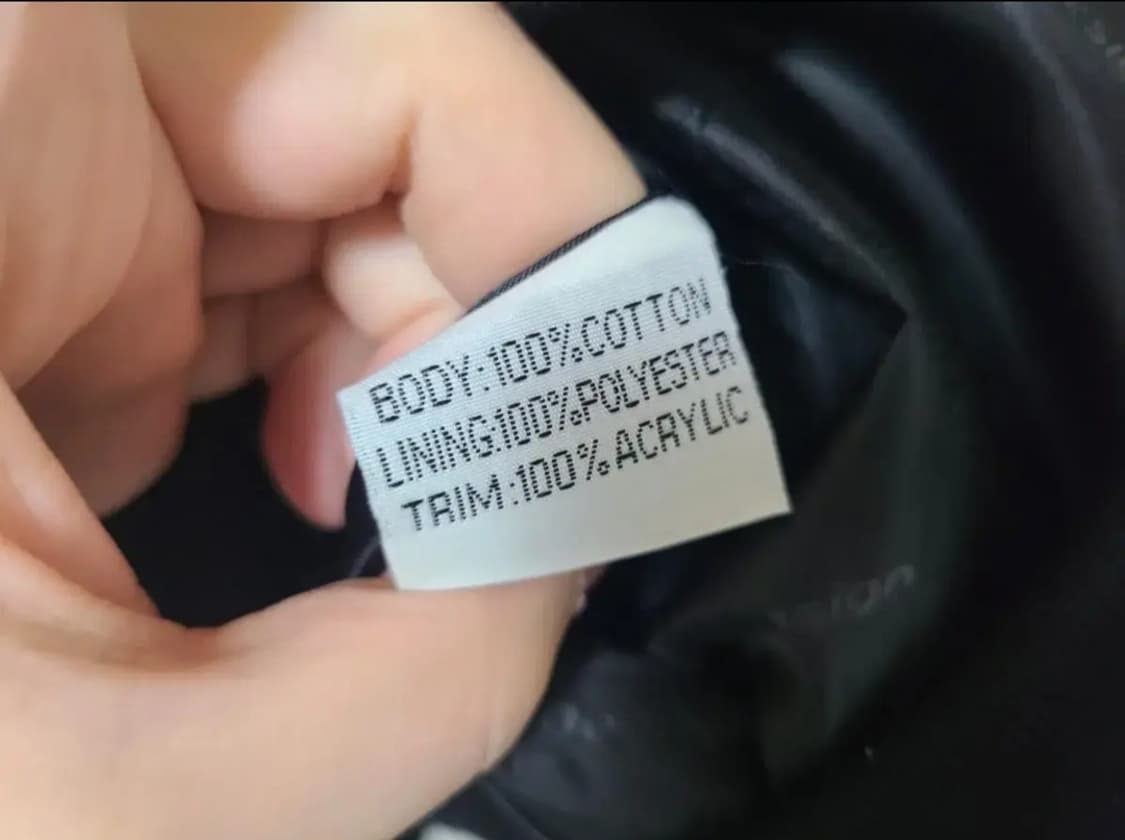 BODY:100%COTTON
LINING:100%POLYESTER
TRIM:100%ACRYLIC